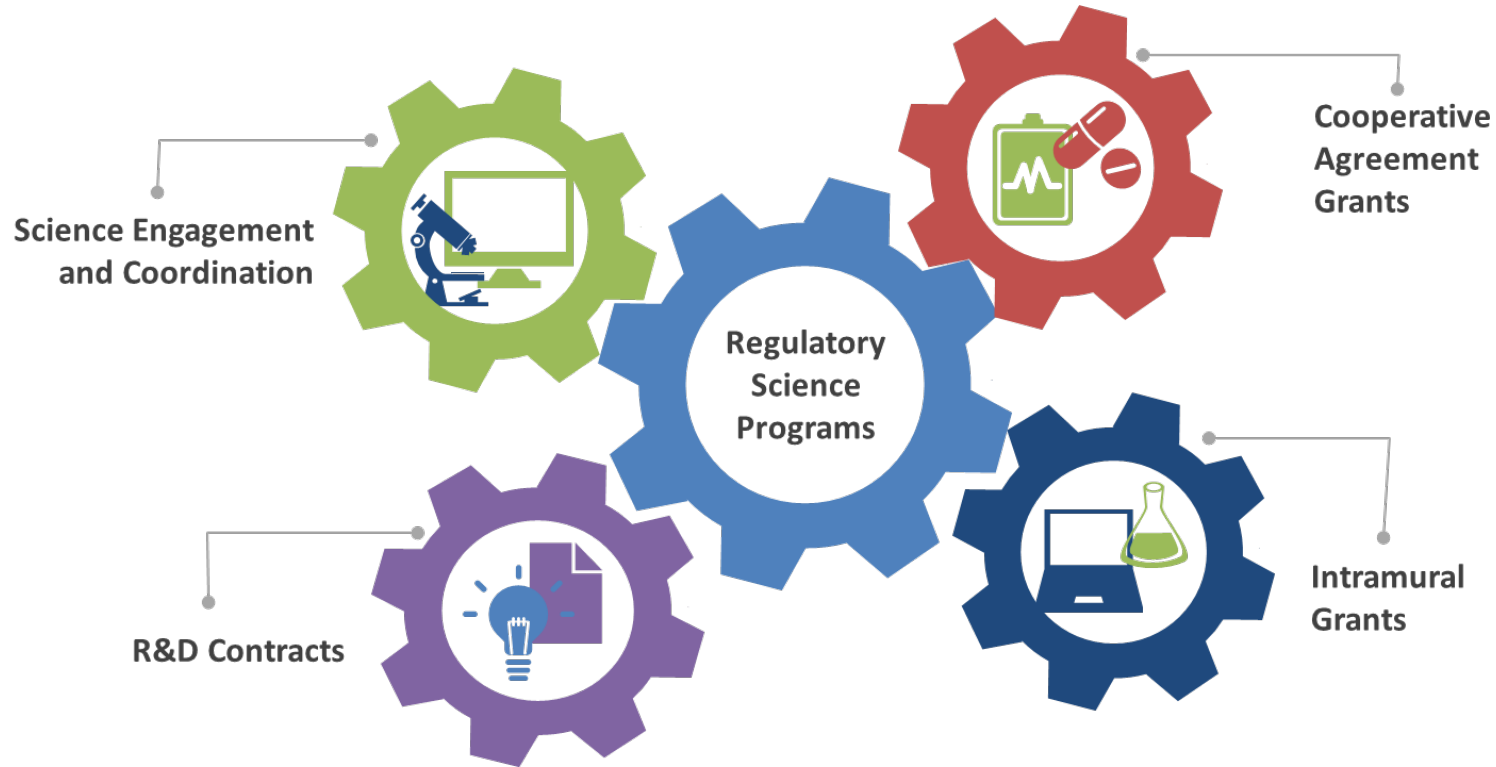 Science Engagement
and Coordination
Cooperative
Agreement
Grants
Regulatory
Science
Programs
R&D Contracts
Intramural
Grants